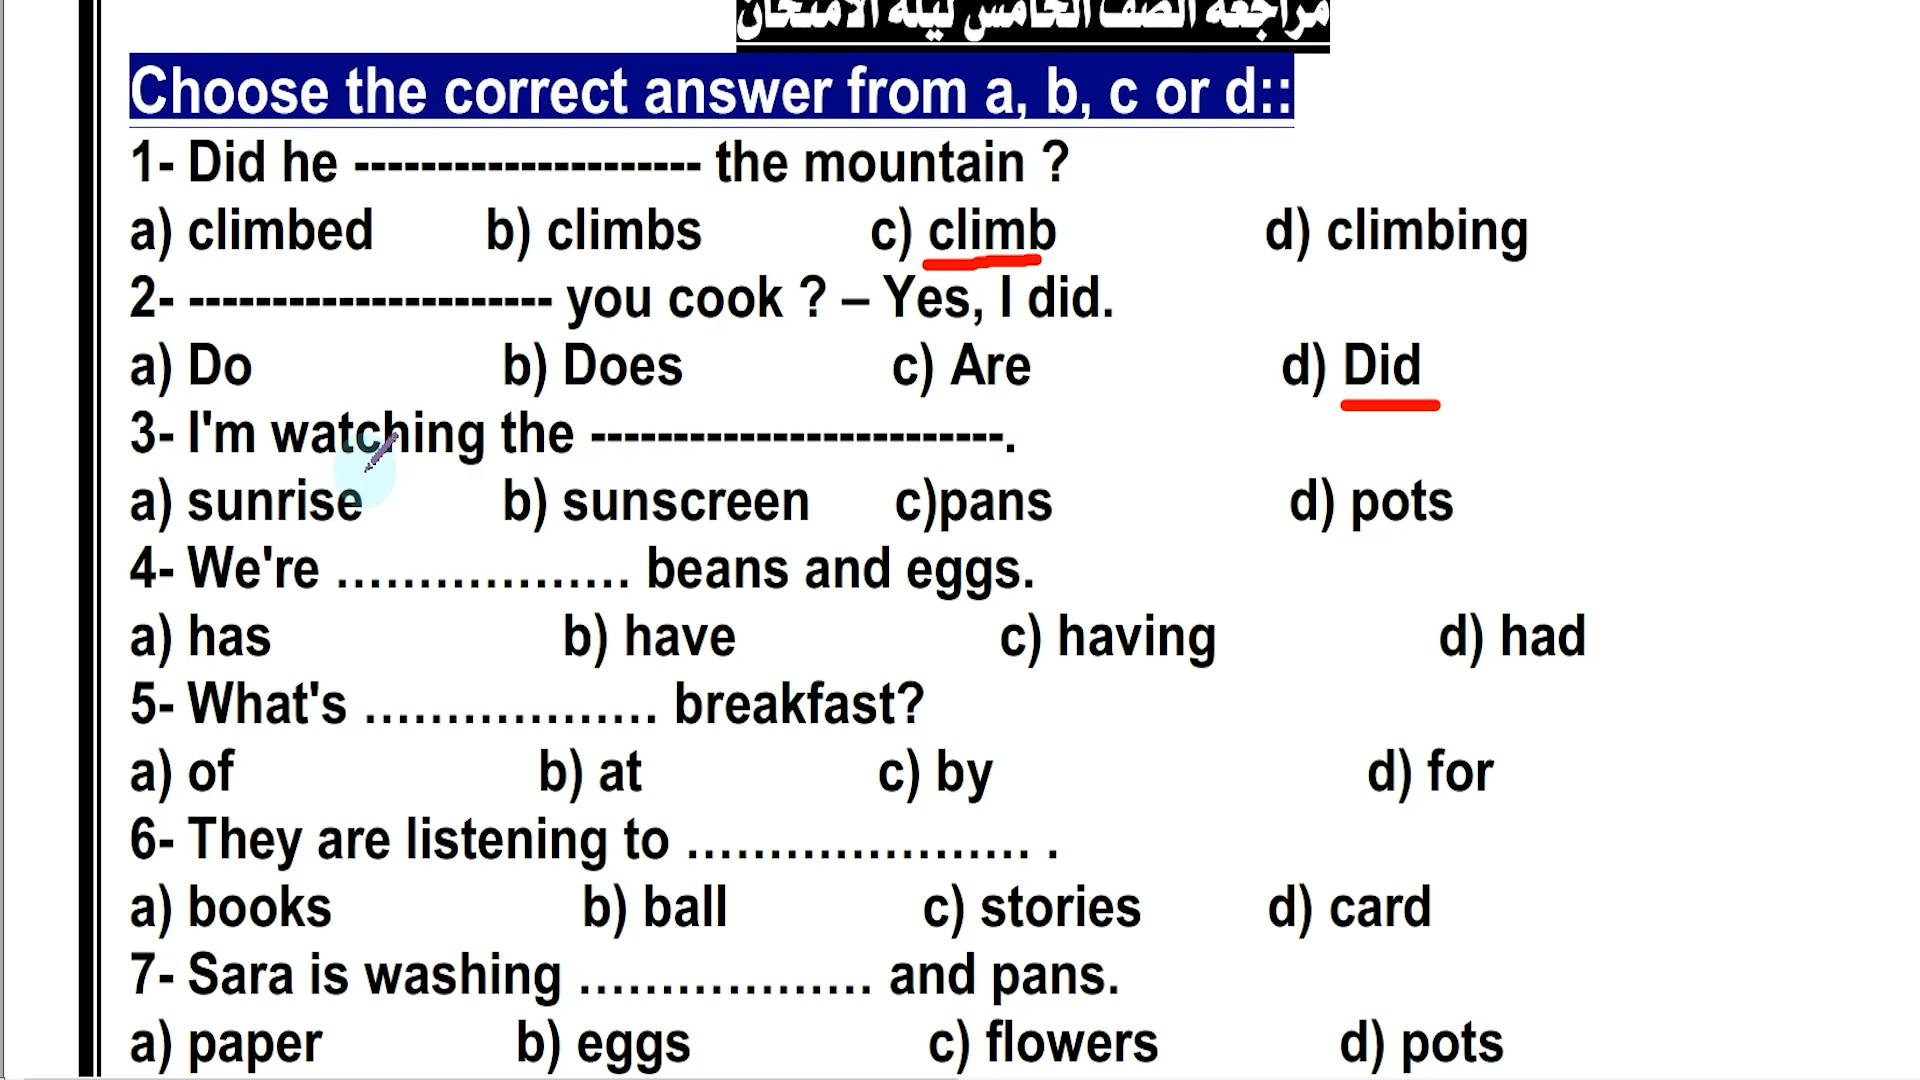 مراجعة الصف الخامس ليلة الامتحان
Choose the correct answer from a, b, c or d::
1- Did he --------------------- the mountain ?
a) climbed b) climbs c) climb d) climbing
2- ---------------------- you cook ? – Yes, I did.
a) Do b) Does c) Are d) Did
3- I'm watching the -------------------------.
a) sunrise b) sunscreen c)pans d) pots
4- We're ……………… beans and eggs.
a) has b) have c) having d) had
5- What's ……………… breakfast?
a) of b) at c) by d) for
6- They are listening to ………………… .
a) books b) ball c) stories d) card
7- Sara is washing ……………… and pans.
a) paper b) eggs c) flowers d) pots